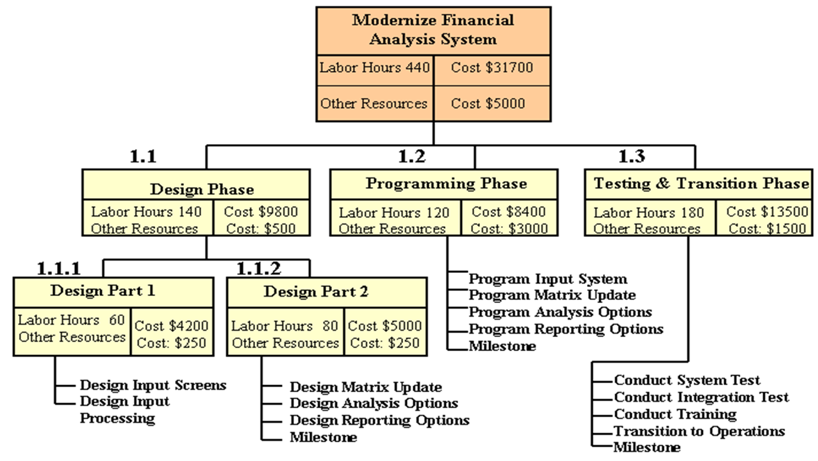 Modernize Financial
Analysis System
Labor Hours 440 Cost $31700
Other Resources Cost $5000
1.1
Design Phase
Labor Hours 140 Cost $9800
Other Resources Cost: $500
1.2
Programming Phase
Labor Hours 120 Cost $8400
Other Resources Cost: $3000
1.3
Testing & Transition Phase
Labor Hours 180 Cost $13500
Other Resources Cost: $1500
1.1.1
Design Part 1
Labor Hours 60 Cost $4200
Other Resources Cost: $250
Design Input Screens
Design Input
Processing
1.1.2
Design Part 2
Labor Hours 80 Cost $5000
Other Resources Cost: $250
Design Matrix Update
Design Analysis Options
Design Reporting Options
Milestone
Program Input System
Program Matrix Update
Program Analysis Options
Program Reporting Options
Milestone
Conduct System Test
Conduct Integration Test
Conduct Training
Transition to Operations
Milestone